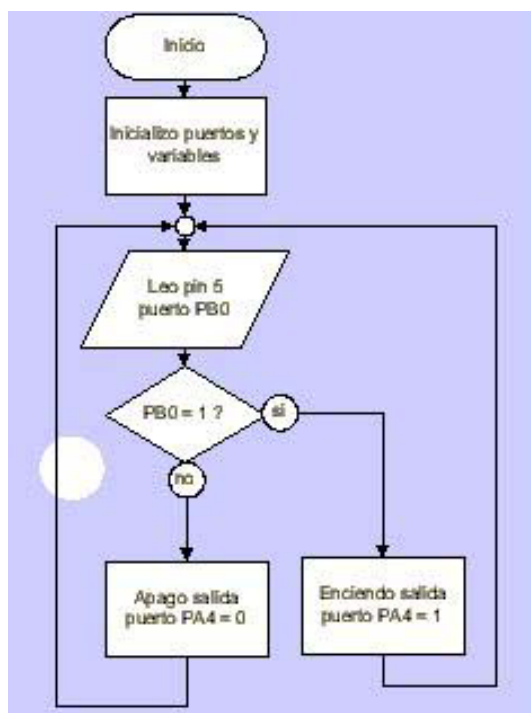 Inicio
Inicializo puertos y
variables
Leo pin 5
puerto PB0
PB0 = 1 ?
si
no
Apago salida
puerto PA4 = 0
Enciendo salida
puerto PA4 = 1